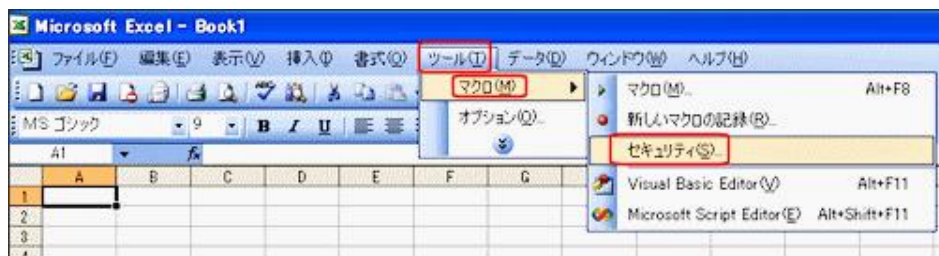 Microsoft Excel - Book1
ファイル(F) 編集(E) 表示(V) 挿入(I) 書式(O) ツール(T) データ(D) ウィンドウ(W) ヘルプ(H)
マクロ(M)
オプション(O)...
マクロ(M)... Alt+F8
新しいマクロの記録(R)...
セキュリティ(S)...
Visual Basic Editor(V) Alt+F11
Microsoft Script Editor(E) Alt+Shift+F11
MS ゴシック 9 B I U
A1 fx
A B C D E F G
1
2
3
4